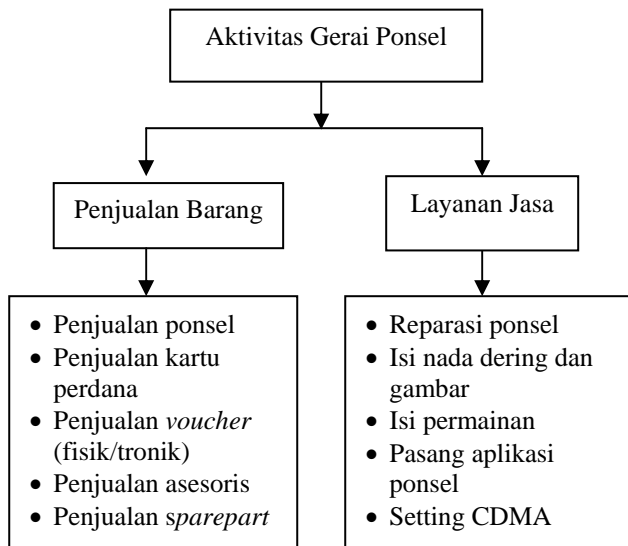 Aktivitas Gerai Ponsel
Penjualan Barang
Layanan Jasa
• Penjualan ponsel
• Penjualan kartu
perdana
• Penjualan voucher
(fisik/tronik)
• Penjualan asesoris
• Penjualan sparepart
• Reparasi ponsel
• Isi nada dering dan
gambar
• Isi permainan
• Pasang aplikasi
ponsel
• Setting CDMA